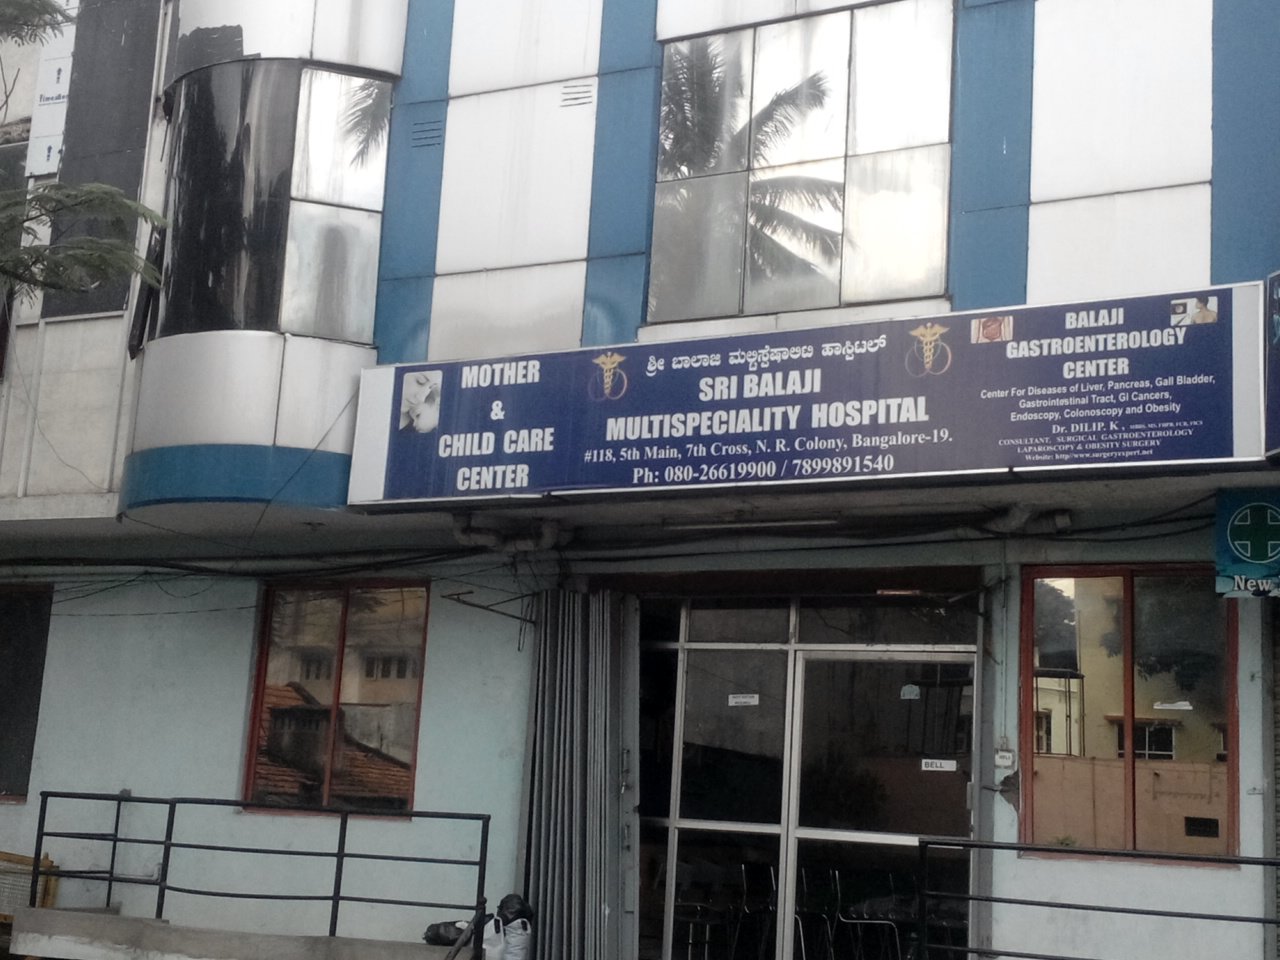 MOTHER
&
CHILD CARE
CENTER
ಶ್ರೀ ಬಾಲಾಜಿ ಮಲ್ಟಿಸ್ಪೆಷಾಲಿಟಿ ಹಾಸ್ಪಿಟಲ್
SRI BALAJI
MULTISPECIALITY HOSPITAL
#118, 5th Main, 7th Cross, N. R. Colony, Bangalore-19.
Ph: 080-26619900 / 7899891540
BALAJI
GASTROENTEROLOGY
CENTER
Center For Diseases of Liver, Pancreas, Gall Bladder,
Gastrointestinal Tract, GI Cancers,
Endoscopy, Colonoscopy and Obesity
Dr. DILIP. K,
CONSULTANT, SURGICAL GASTROENTEROLOGY
LAPAROSCOPY & OBESITY SURGERY
Website: http/www.surgeryxpert.net
New
BELL